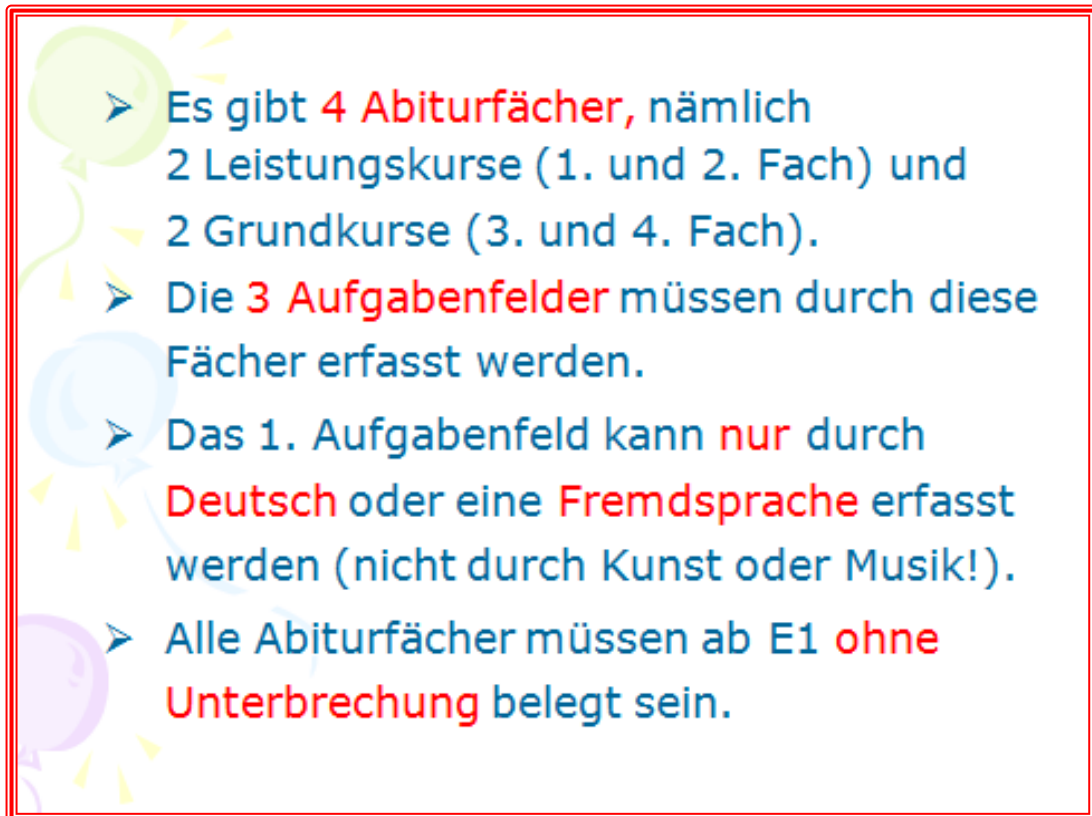 ➢ Es gibt 4 Abiturfächer, nämlich
2 Leistungskurse (1. und 2. Fach) und
2 Grundkurse (3. und 4. Fach).
➢ Die 3 Aufgabenfelder müssen durch diese
Fächer erfasst werden.
➢ Das 1. Aufgabenfeld kann nur durch
Deutsch oder eine Fremdsprache erfasst
werden (nicht durch Kunst oder Musik!).
➢ Alle Abiturfächer müssen ab E1 ohne
Unterbrechung belegt sein.